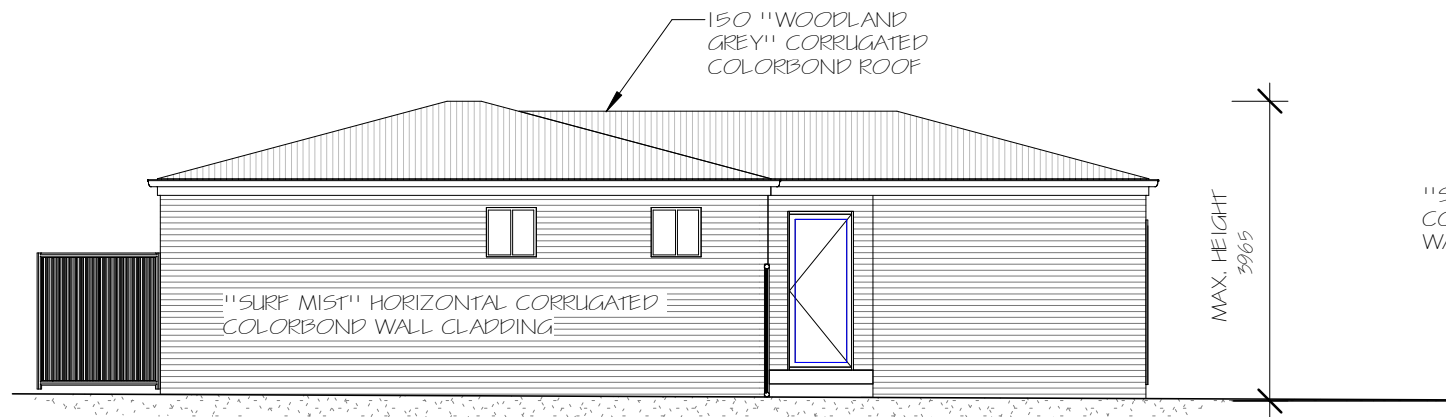 150 "WOODLAND
GREY" CORRUGATED
COLORBOND ROOF
"SURF MIST" HORIZONTAL CORRUGATED
COLORBOND WALL CLADDING
MAX. HEIGHT
3965